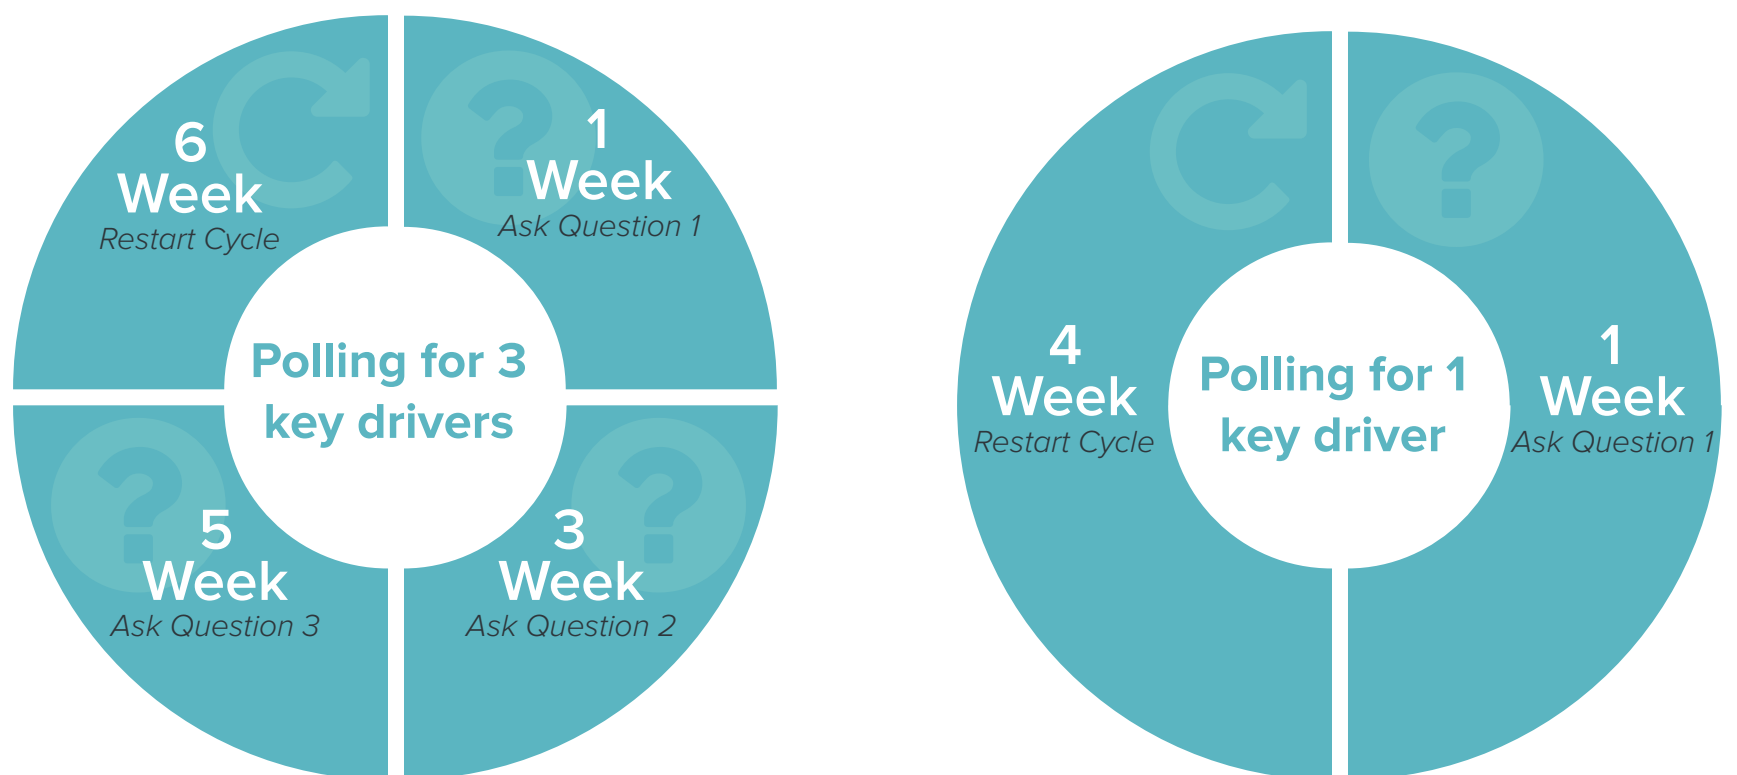 6
Week
Restart Cycle
1
Week
Ask Question 1
Polling for 3
key drivers
5
Week
Ask Question 3
3
Week
Ask Question 2
4
Week
Restart Cycle
Polling for 1
key driver
1
Week
Ask Question 1